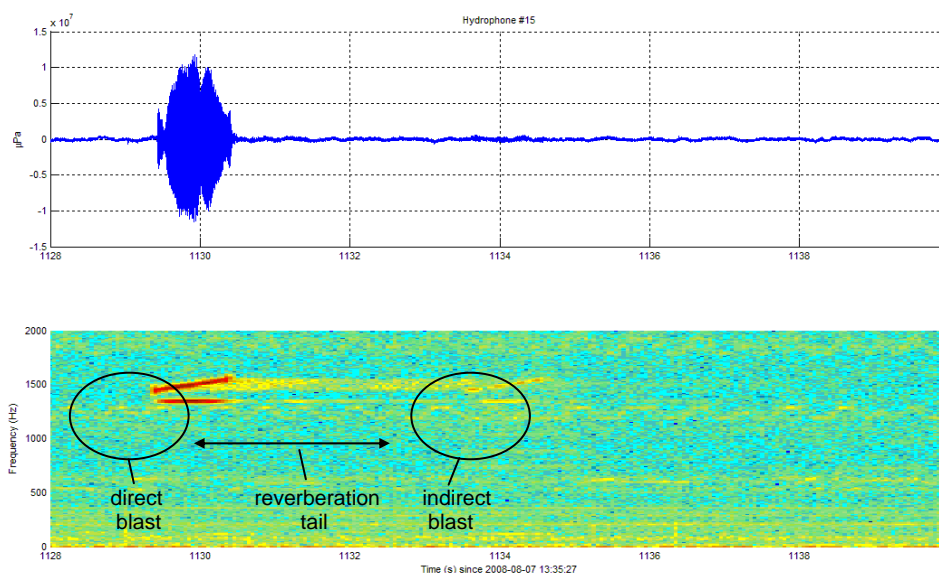 Hydrophone #15
x 10⁷
1.5
1
0.5
0
-0.5
-1
-1.5
µPa
1128 1130 1132 1134 1136 1138
2000
1500
1000
500
0
Frequency (Hz)
direct reverberation indirect
blast tail blast
1128 1130 1132 1134 1136 1138
Time (s) since 2008-08-07 13:35:27